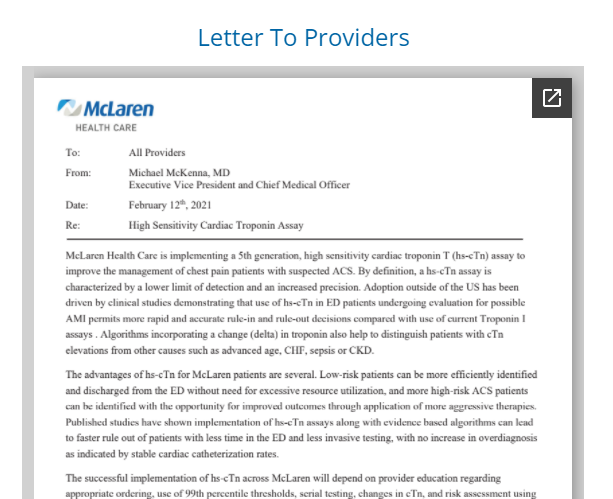 Letter To Providers
McLaren
HEALTH CARE
To: All Providers
From: Michael McKenna, MD
Executive Vice President and Chief Medical Officer
Date: February 12th, 2021
Re: High Sensitivity Cardiac Troponin Assay
McLaren Health Care is implementing a 5th generation, high sensitivity cardiac troponin T (hs-cTn) assay to
improve the management of chest pain patients with suspected ACS. By definition, a hs-cTn assay is
characterized by a lower limit of detection and an increased precision. Adoption outside of the US has been
driven by clinical studies demonstrating that use of hs-cTn in ED patients undergoing evaluation for possible
AMI permits more rapid and accurate rule-in and rule-out decisions compared with use of current Troponin I
assays . Algorithms incorporating a change (delta) in troponin also help to distinguish patients with cTn
elevations from other causes such as advanced age, CHF, sepsis or CKD.
The advantages of hs-cTn for McLaren patients are several. Low-risk patients can be more efficiently identified
and discharged from the ED without need for excessive resource utilization, and more high-risk ACS patients
can be identified with the opportunity for improved outcomes through application of more aggressive therapies.
Published studies have shown implementation of hs-cTn assays along with evidence based algorithms can lead
to faster rule out of patients with less time in the ED and less invasive testing, with no increase in overdiagnosis
as indicated by stable cardiac catheterization rates.
The successful implementation of hs-cTn across McLaren will depend on provider education regarding
appropriate ordering, use of 99th percentile thresholds, serial testing, changes in cTn, and risk assessment using